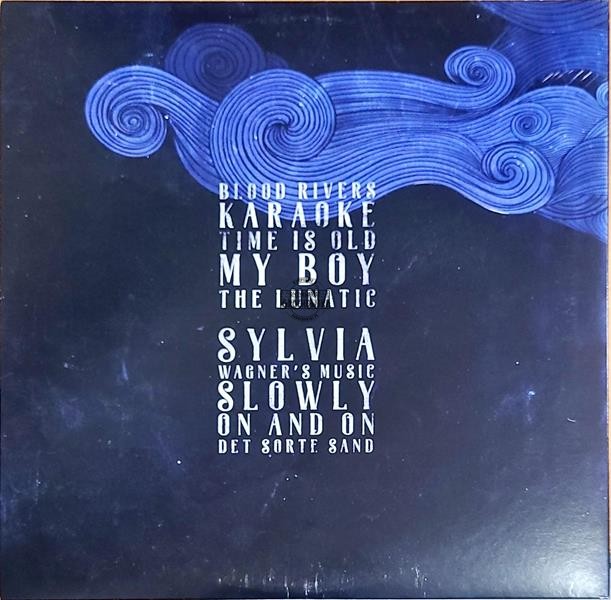 BLOOD RIVERS
KARAOKE
TIME IS OLD
MY BOY
THE LUNATIC
SYLVIA
WAGNER'S MUSIC
SLOWLY
ON AND ON
DET SORTE SAND